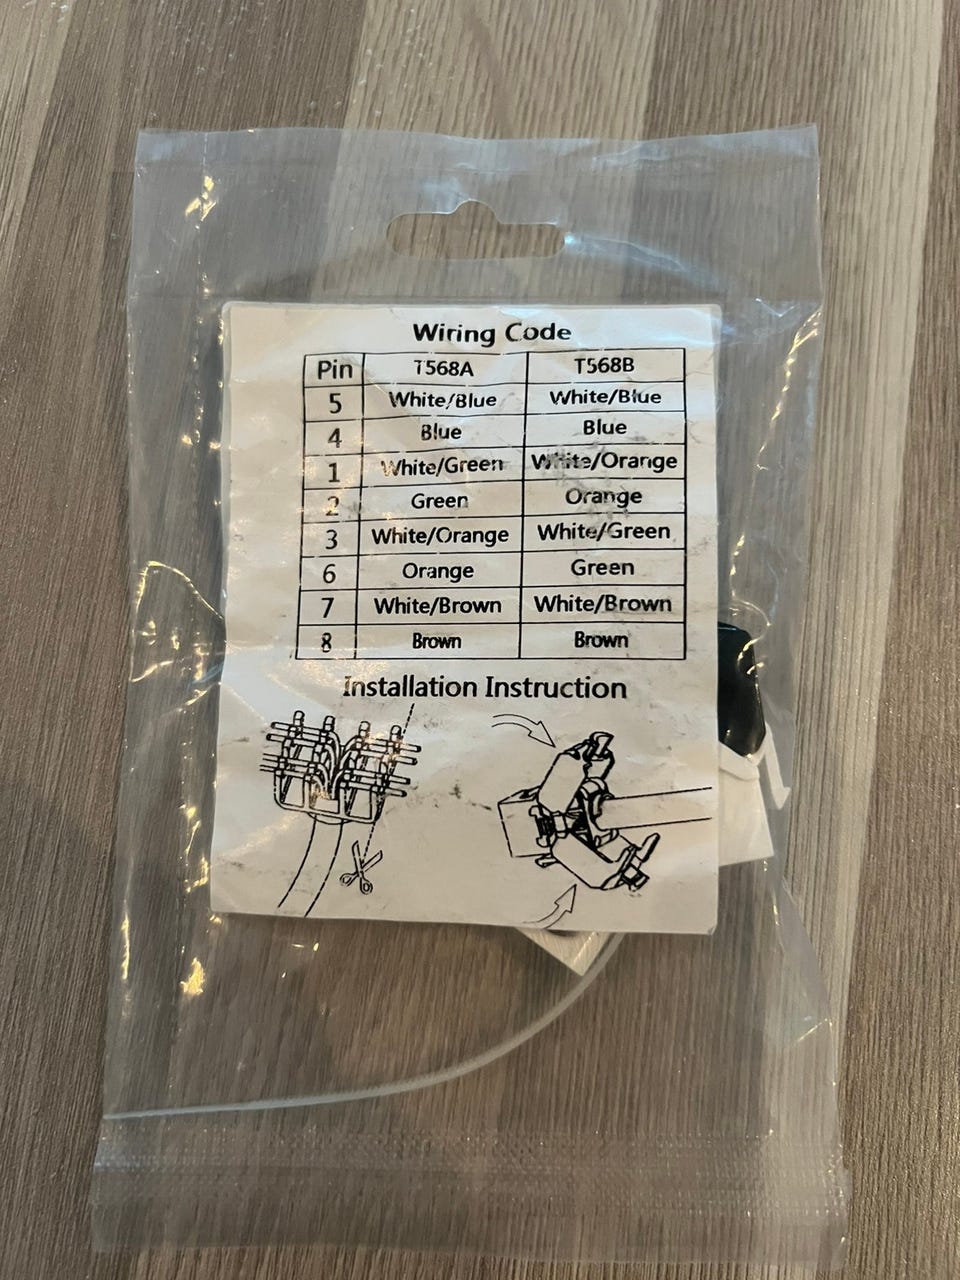 Wiring Code
Pin T568A T568B
5 White/Blue White/Blue
4 Blue Blue
1 White/Green White/Orange
2 Green Orange
3 White/Orange White/Green
6 Orange Green
7 White/Brown White/Brown
8 Brown Brown
Installation Instruction